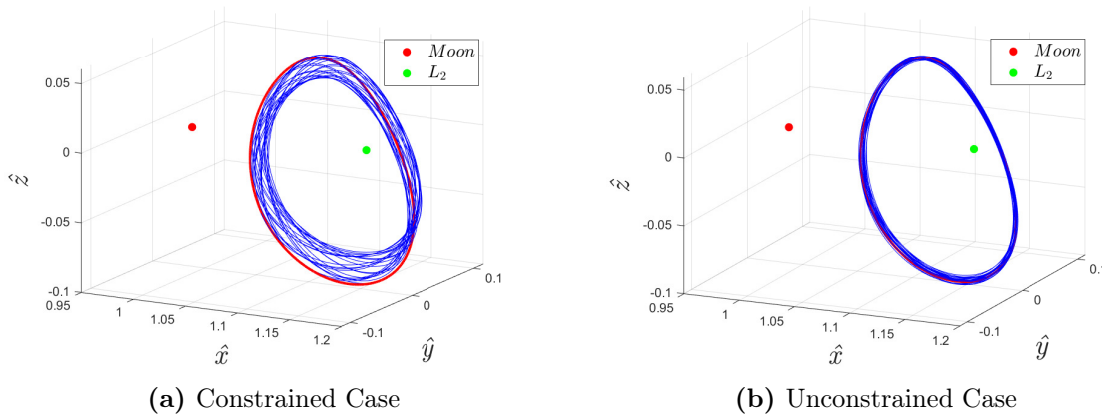 Moon
L₂
0.05
0
-0.05
-0.1
ẑ
0.95
1
1.05
1.1
1.15
1.2
x̂
-0.1
0
0.1
ŷ
(a) Constrained Case
Moon
L₂
0.05
0
-0.05
-0.1
ẑ
0.95
1
1.05
1.1
1.15
1.2
x̂
-0.1
0
0.1
ŷ
(b) Unconstrained Case